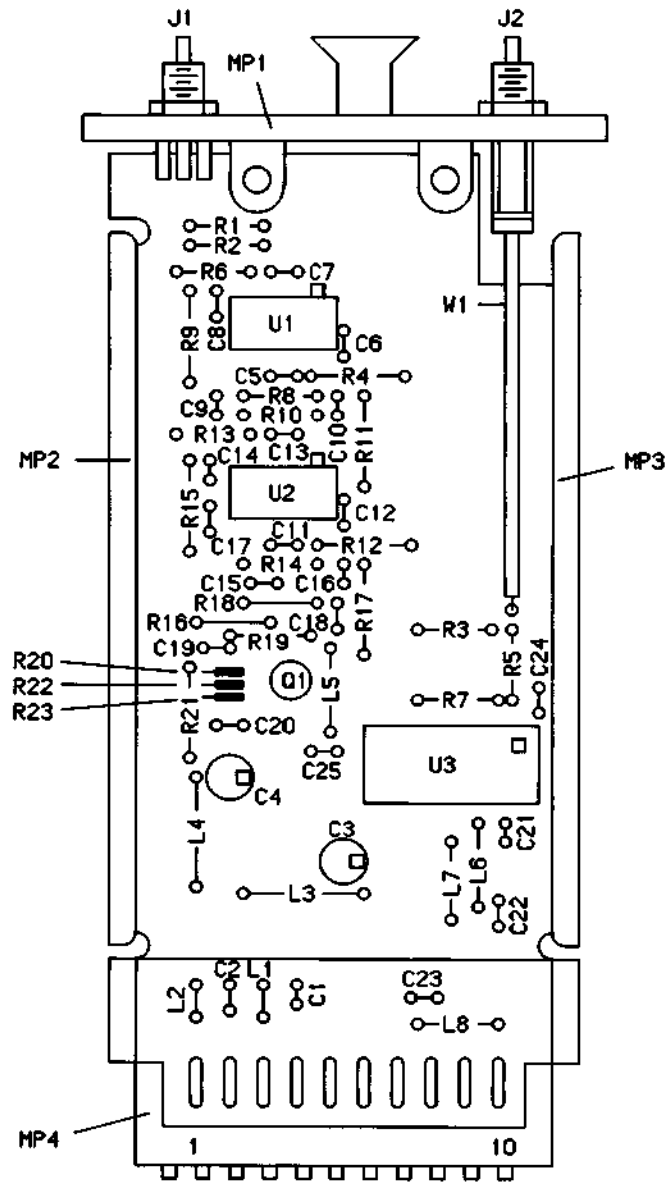 J1 J2
MP1
R1
R2
R6 C7
W1
U1
R9 C8 C6
C5 R4
R8
C9 R10 C10 R11
R13 C13
MP2 C14 MP3
U2
R15 C12
C17 C11 R12
R14
C15 C16
R18 R17
R16 C18
R19 R3
C19 R5 C24
R20
R22 Q1 L5
R23 R7
R21 C20
C25 U3
C4
L4 C3 C21
L7 L6
L3 C22
C2 L1
L2 C1 C23
L8
MP4 1 10